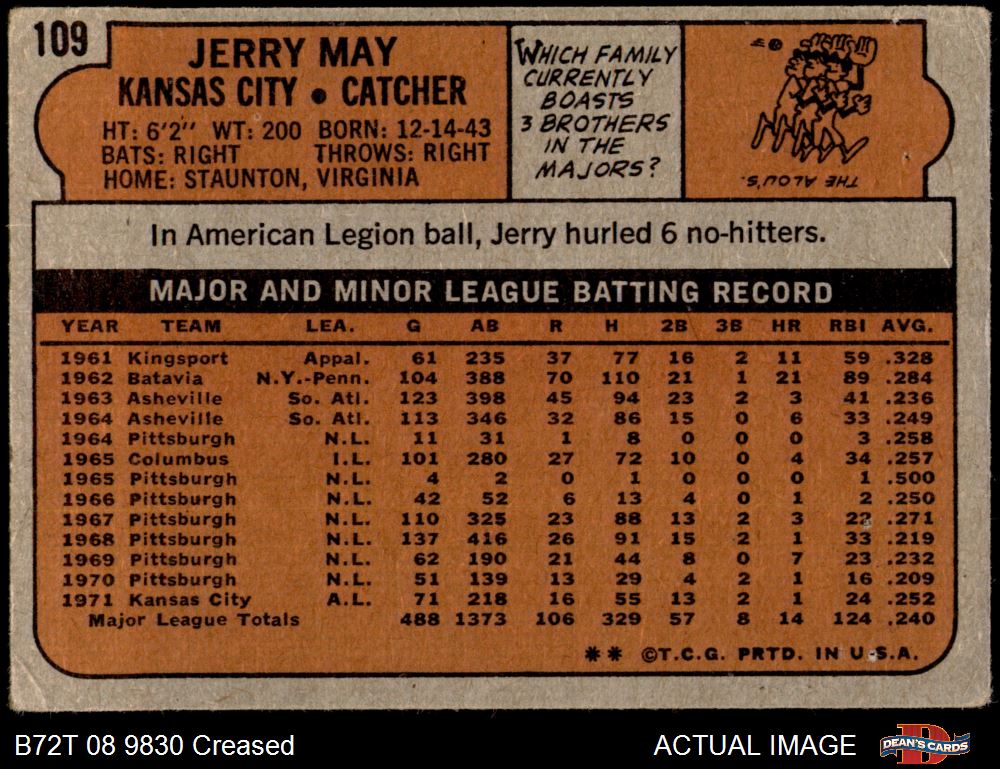 109
JERRY MAY
KANSAS CITY • CATCHER
HT: 6'2" WT: 200 BORN: 12-14-43
BATS: RIGHT THROWS: RIGHT
HOME: STAUNTON, VIRGINIA
WHICH FAMILY
CURRENTLY
BOASTS
3 BROTHERS
IN THE
MAJORS?
THE ALOU'S.
In American Legion ball, Jerry hurled 6 no-hitters.
MAJOR AND MINOR LEAGUE BATTING RECORD
YEAR TEAM LEA. G AB R H 2B 3B HR RBI AVG.
1961 Kingsport Appal. 61 235 37 77 16 2 11 59 .328
1962 Batavia N.Y.-Penn. 104 388 70 110 21 1 21 89 .284
1963 Asheville So. Atl. 123 398 45 94 23 2 3 41 .236
1964 Asheville So. Atl. 113 346 32 86 15 0 6 33 .249
1964 Pittsburgh N.L. 11 31 1 8 0 0 0 3 .258
1965 Columbus I.L. 101 280 27 72 10 0 4 34 .257
1965 Pittsburgh N.L. 4 2 0 1 0 0 0 1 .500
1966 Pittsburgh N.L. 42 52 6 13 4 0 1 2 .250
1967 Pittsburgh N.L. 110 325 23 88 13 2 3 22 .271
1968 Pittsburgh N.L. 137 416 26 91 15 2 1 33 .219
1969 Pittsburgh N.L. 62 190 21 44 8 0 7 23 .232
1970 Pittsburgh N.L. 51 139 13 29 4 2 1 16 .209
1971 Kansas City A.L. 71 218 16 55 13 2 1 24 .252
Major League Totals 488 1373 106 329 57 8 14 124 .240
** ©T.C.G. PRTD. IN U.S.A.
B72T 08 9830 Creased ACTUAL IMAGE DEAN'S CARDS